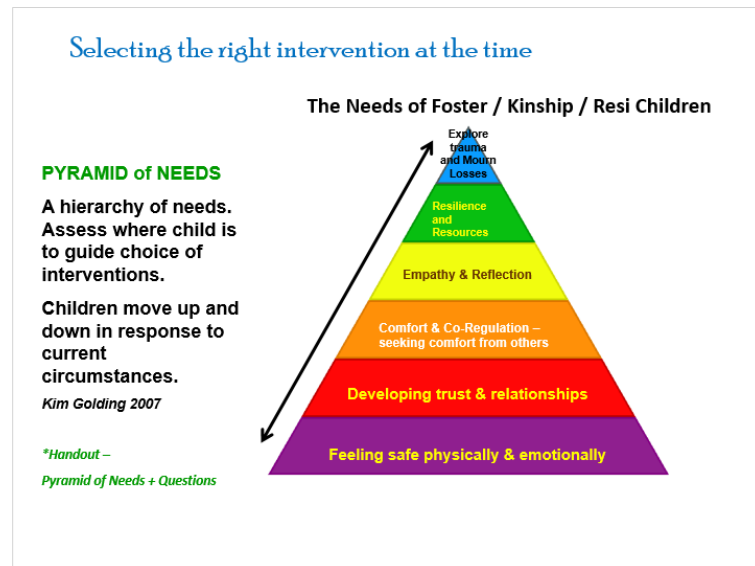 Selecting the right intervention at the time
The Needs of Foster / Kinship / Resi Children
PYRAMID of NEEDS
A hierarchy of needs.
Assess where child is
to guide choice of
interventions.
Children move up and
down in response to
current
circumstances.
Kim Golding 2007
*Handout –
Pyramid of Needs + Questions
Explore
trauma
and Mourn
Losses
Resilience
and
Resources
Empathy & Reflection
Comfort & Co-Regulation –
seeking comfort from others
Developing trust & relationships
Feeling safe physically & emotionally